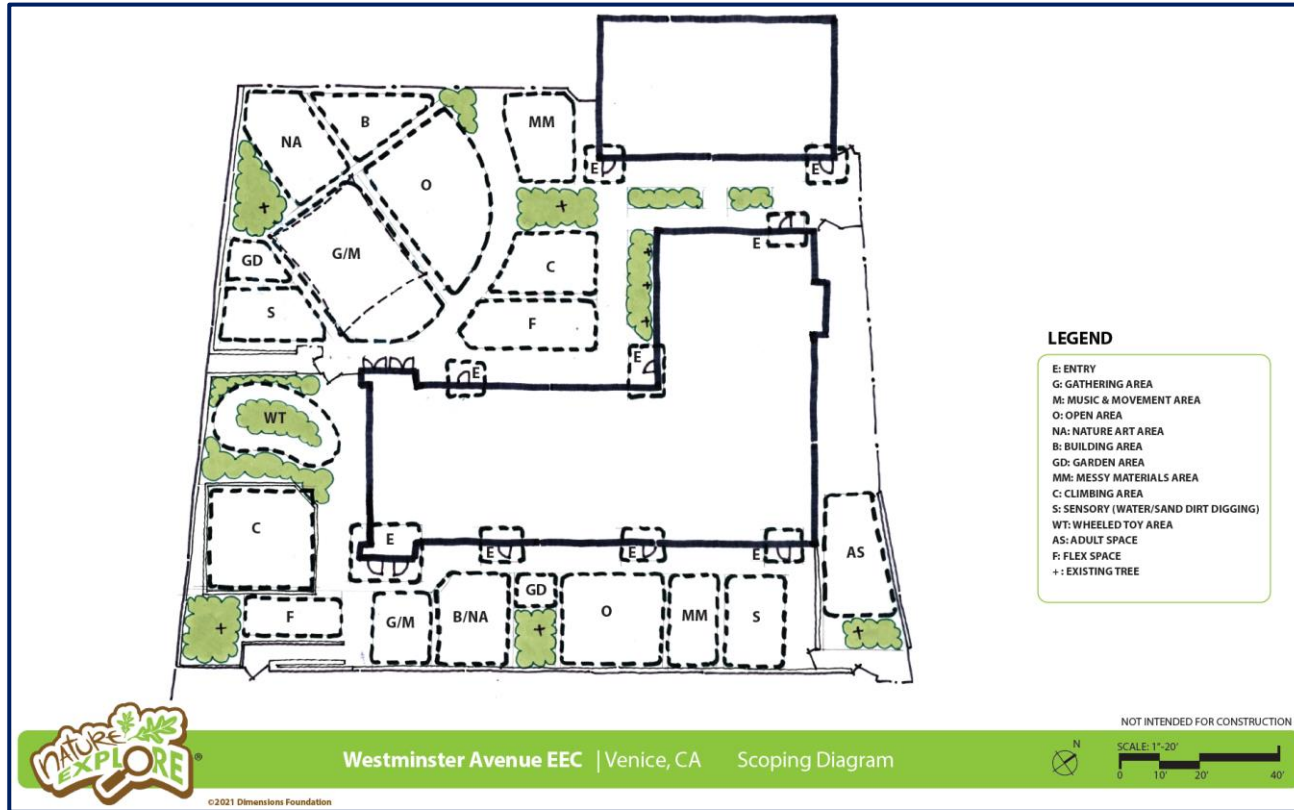 B
MM
NA
E
E
O
+
+
G/M
E
GD
C
+
+
S
F
+
E
E
WT
C
E
E
E
E
AS
GD
F
G/M
B/NA
O
MM
S
+
+
+
LEGEND
E: ENTRY
G: GATHERING AREA
M: MUSIC & MOVEMENT AREA
O: OPEN AREA
NA: NATURE ART AREA
B: BUILDING AREA
GD: GARDEN AREA
MM: MESSY MATERIALS AREA
C: CLIMBING AREA
S: SENSORY (WATER/SAND DIRT DIGGING)
WT: WHEELED TOY AREA
AS: ADULT SPACE
F: FLEX SPACE
+ : EXISTING TREE
NOT INTENDED FOR CONSTRUCTION
NATURE
EXPLORE®
Westminster Avenue EEC | Venice, CA Scoping Diagram
N
SCALE: 1"-20'
0 10' 20' 40'
©2021 Dimensions Foundation